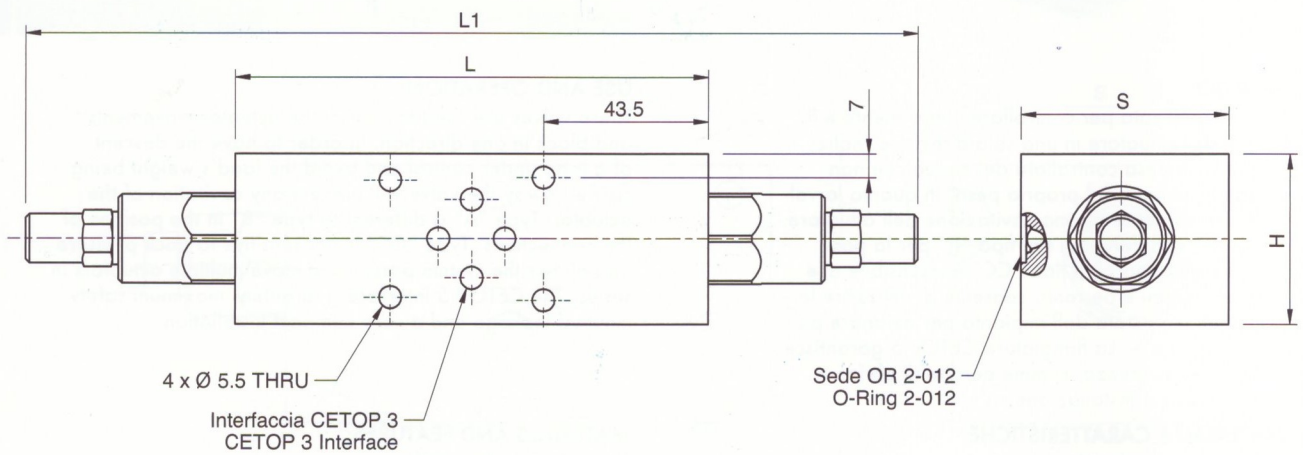 L1
L
43.5
7
S
H
4 x Ø 5.5 THRU
Interfaccia CETOP 3
CETOP 3 Interface
Sede OR 2-012
O-Ring 2-012